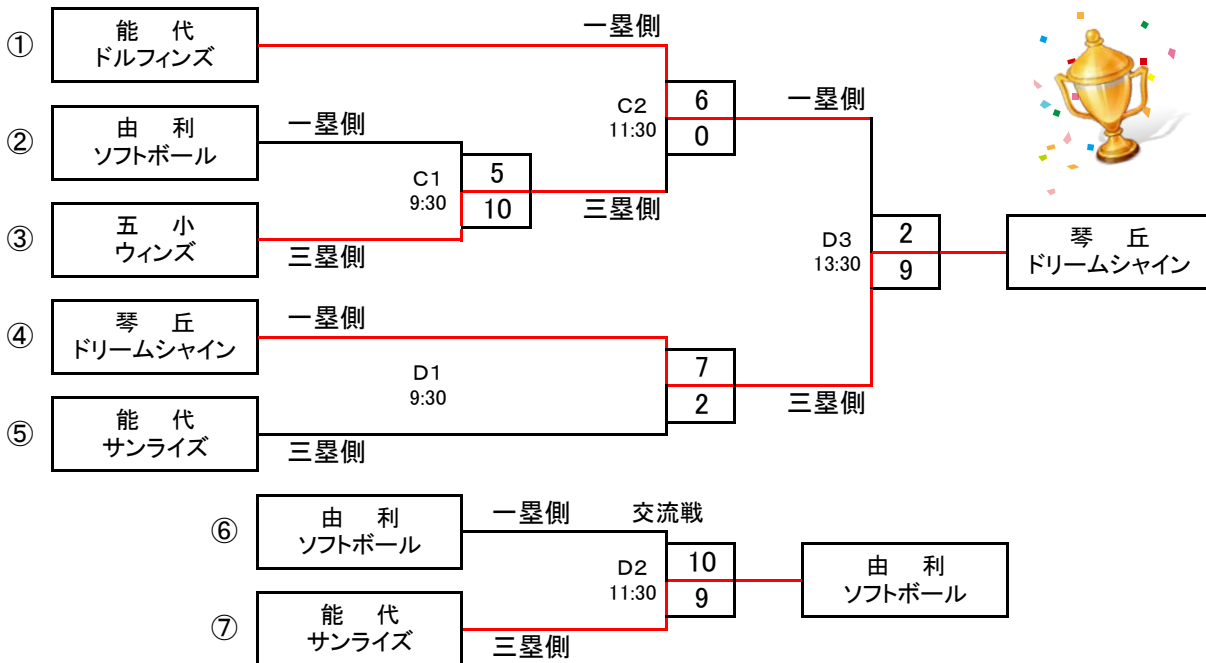 ①
能 代
ドルフィンズ
一塁側
②
由 利
ソフトボール
一塁側
C1
9:30
5
10
三塁側
③
五 小
ウィンズ
三塁側
C2
11:30
6
0
一塁側
④
琴 丘
ドリームシャイン
一塁側
D1
9:30
7
2
三塁側
⑤
能 代
サンライズ
三塁側
D3
13:30
2
9
琴 丘
ドリームシャイン
⑥
由 利
ソフトボール
一塁側
交流戦
D2
11:30
10
9
由 利
ソフトボール
⑦
能 代
サンライズ
三塁側